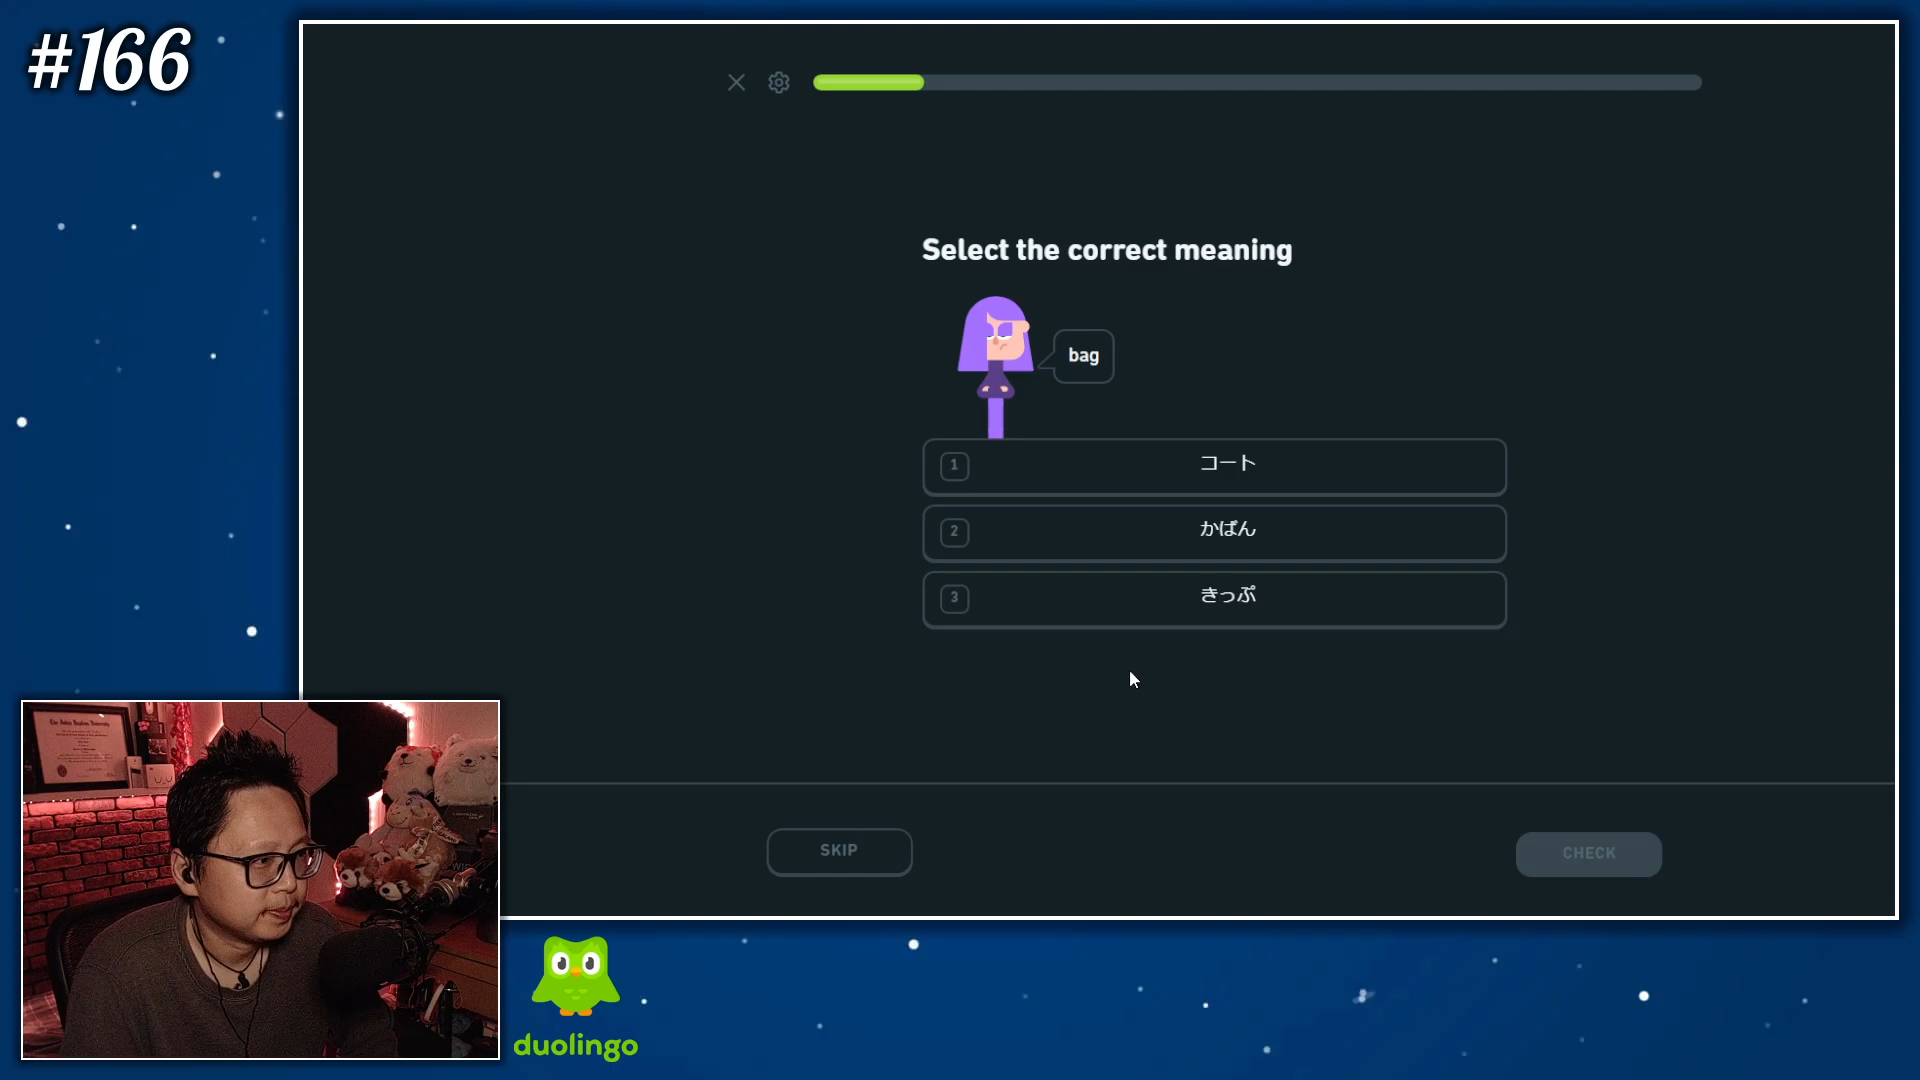 #166
Select the correct meaning
bag
1 コート
2 かばん
3 きっぷ
SKIP
CHECK
duolingo